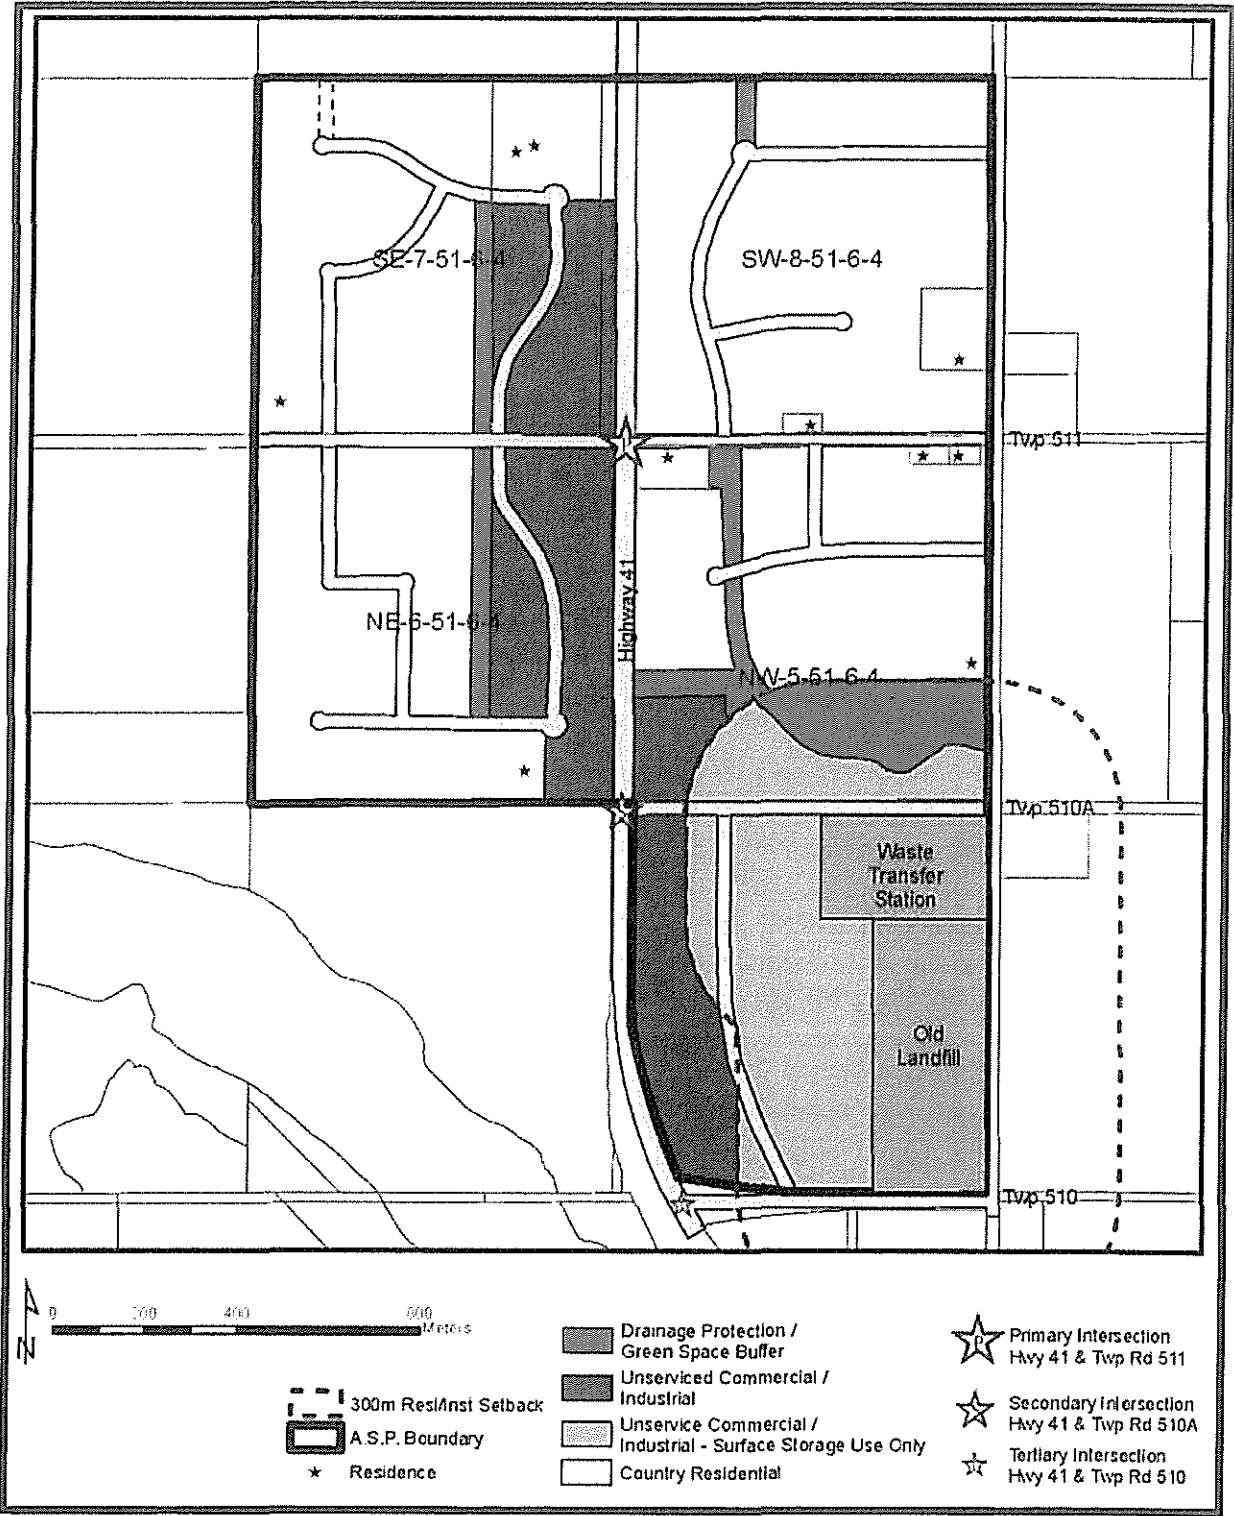 SE-7-51-6-4
SW-8-51-6-4
Twp 511
Highway 41
NE-6-51-6-4
NW-5-51-6-4
Twp 510A
Waste
Transfer
Station
Old
Landfill
Twp 510
N
0 200 400 800
Meters
300m Res/Inst Setback
A.S.P. Boundary
Residence
Drainage Protection /
Green Space Buffer
Unserviced Commercial /
Industrial
Unservice Commercial /
Industrial - Surface Storage Use Only
Country Residential
Primary Intersection
Hwy 41 & Twp Rd 511
Secondary Intersection
Hwy 41 & Twp Rd 510A
Tertiary Intersection
Hwy 41 & Twp Rd 510